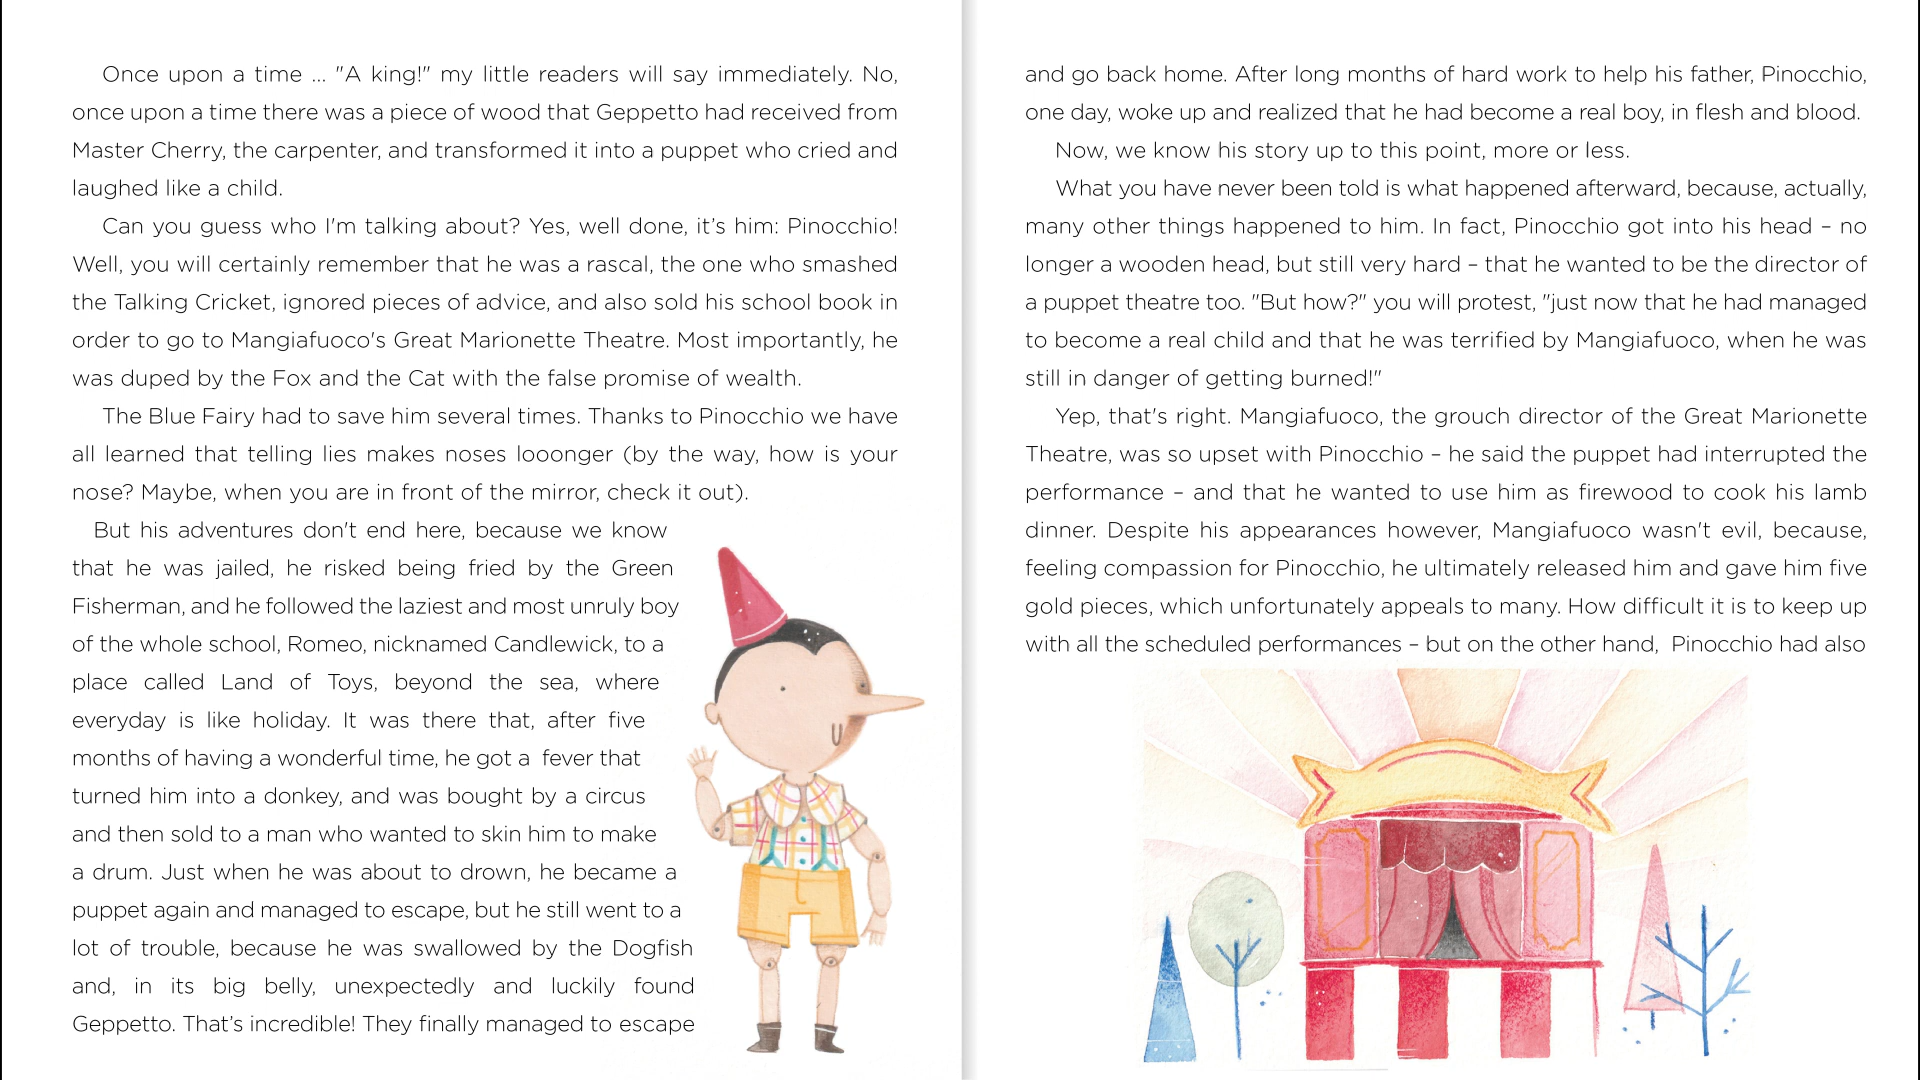 Once upon a time ... "A king!" my little readers will say immediately. No,
once upon a time there was a piece of wood that Geppetto had received from
Master Cherry, the carpenter, and transformed it into a puppet who cried and
laughed like a child.
Can you guess who I'm talking about? Yes, well done, it’s him: Pinocchio!
Well, you will certainly remember that he was a rascal, the one who smashed
the Talking Cricket, ignored pieces of advice, and also sold his school book in
order to go to Mangiafuoco's Great Marionette Theatre. Most importantly, he
was duped by the Fox and the Cat with the false promise of wealth.
The Blue Fairy had to save him several times. Thanks to Pinocchio we have
all learned that telling lies makes noses looonger (by the way, how is your
nose? Maybe, when you are in front of the mirror, check it out).
But his adventures don't end here, because we know
that he was jailed, he risked being fried by the Green
Fisherman, and he followed the laziest and most unruly boy
of the whole school, Romeo, nicknamed Candlewick, to a
place called Land of Toys, beyond the sea, where
everyday is like holiday. It was there that, after five
months of having a wonderful time, he got a fever that
turned him into a donkey, and was bought by a circus
and then sold to a man who wanted to skin him to make
a drum. Just when he was about to drown, he became a
puppet again and managed to escape, but he still went to a
lot of trouble, because he was swallowed by the Dogfish
and, in its big belly, unexpectedly and luckily found
Geppetto. That’s incredible! They finally managed to escape
and go back home. After long months of hard work to help his father, Pinocchio,
one day, woke up and realized that he had become a real boy, in flesh and blood.
Now, we know his story up to this point, more or less.
What you have never been told is what happened afterward, because, actually,
many other things happened to him. In fact, Pinocchio got into his head – no
longer a wooden head, but still very hard – that he wanted to be the director of
a puppet theatre too. "But how?" you will protest, "just now that he had managed
to become a real child and that he was terrified by Mangiafuoco, when he was
still in danger of getting burned!"
Yep, that's right. Mangiafuoco, the grouch director of the Great Marionette
Theatre, was so upset with Pinocchio – he said the puppet had interrupted the
performance – and that he wanted to use him as firewood to cook his lamb
dinner. Despite his appearances however, Mangiafuoco wasn't evil, because,
feeling compassion for Pinocchio, he ultimately released him and gave him five
gold pieces, which unfortunately appeals to many. How difficult it is to keep up
with all the scheduled performances – but on the other hand, Pinocchio had also